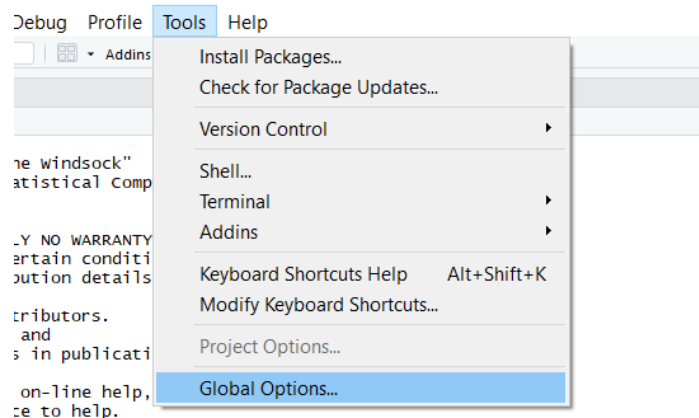 Debug Profile Tools Help
Addins
Install Packages...
Check for Package Updates...
Version Control
Shell...
Terminal
Addins
Keyboard Shortcuts Help Alt+Shift+K
Modify Keyboard Shortcuts...
Project Options...
Global Options...
he Windsock"
atistical Comp
LY NO WARRANTY
ertain conditi
bution details
tributors.
and
s in publicati
on-line help,
ce to help.